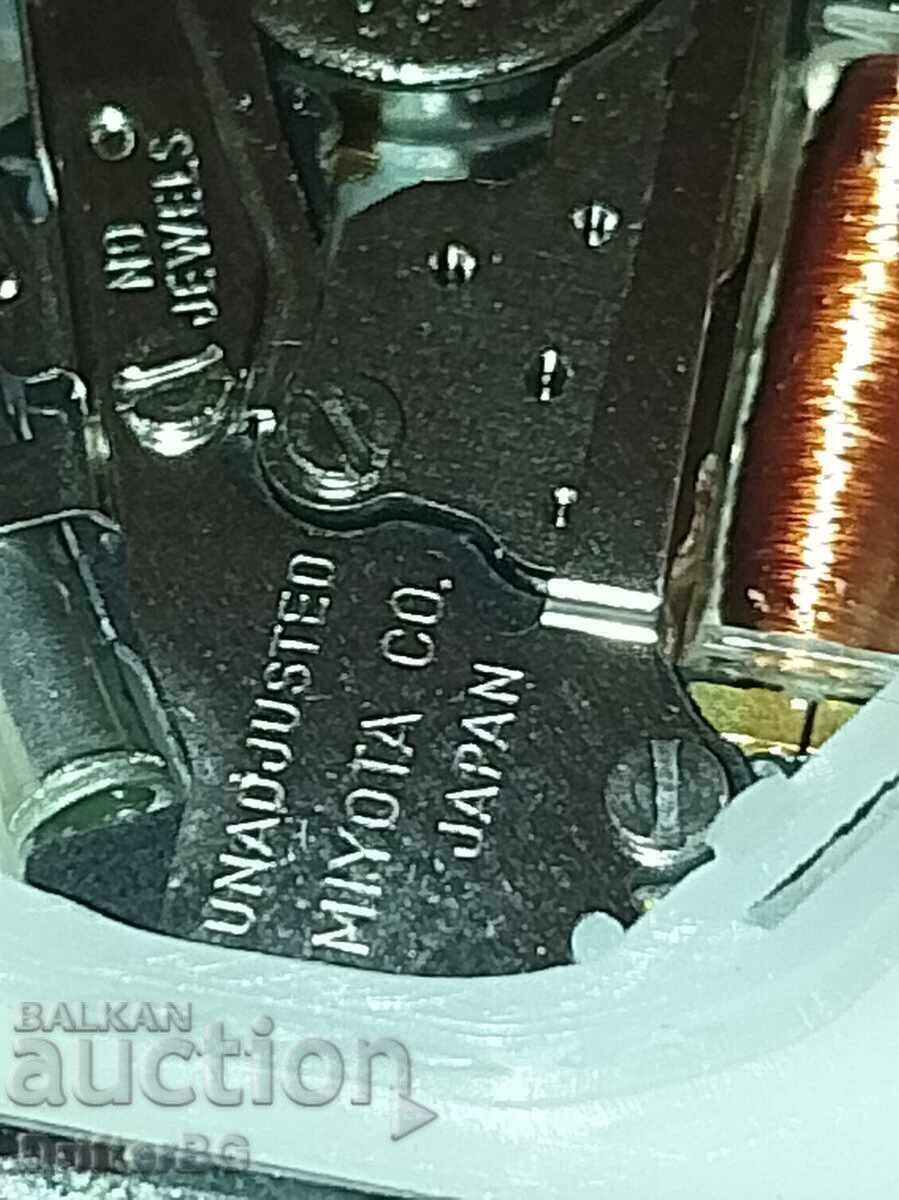 NO
JEWELS
UNADJUSTED
MIYOTA CO.
JAPAN
BALKAN
auction